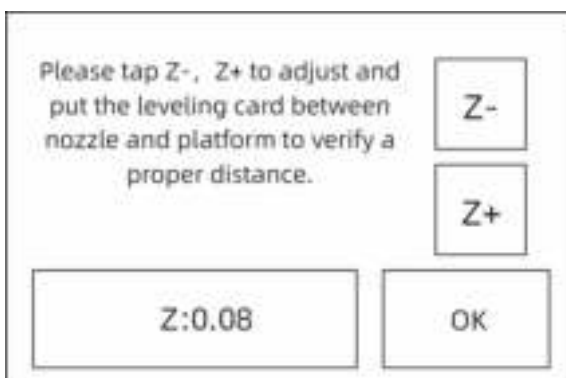 Please tap Z-, Z+ to adjust and
put the leveling card between
nozzle and platform to verify a
proper distance.
Z-
Z+
Z:0.08
OK